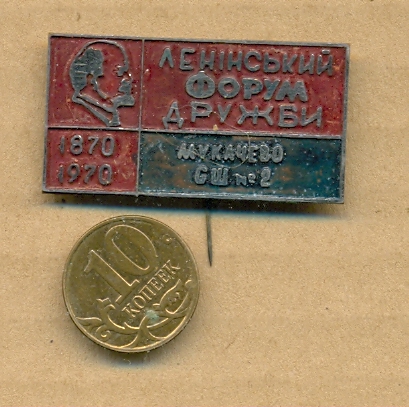 ЛЕНІНСЬКИЙ
ФОРУМ
ДРУЖБИ
1870
1970
МУКАЧЕВО
СШ №2
10
КОПЕЕК